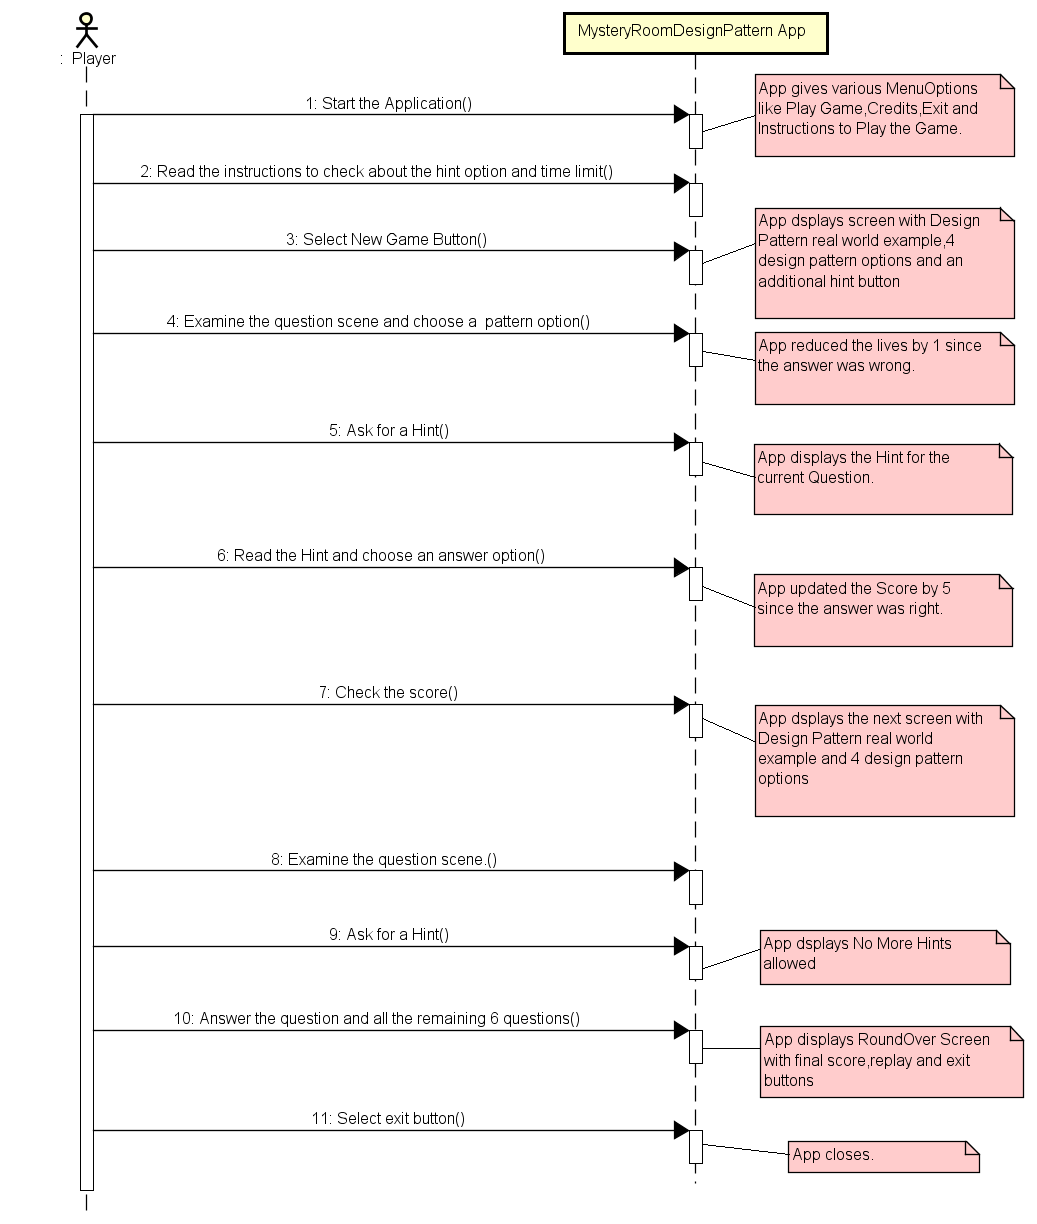 : Player
MysteryRoomDesignPattern App
1: Start the Application()
App gives various MenuOptions
like Play Game,Credits,Exit and
Instructions to Play the Game.
2: Read the instructions to check about the hint option and time limit()
3: Select New Game Button()
App dsplays screen with Design
Pattern real world example,4
design pattern options and an
additional hint button
4: Examine the question scene and choose a  pattern option()
App reduced the lives by 1 since
the answer was wrong.
5: Ask for a Hint()
App displays the Hint for the
current Question.
6: Read the Hint and choose an answer option()
App updated the Score by 5
since the answer was right.
7: Check the score()
App dsplays the next screen with
Design Pattern real world
example and 4 design pattern
options
8: Examine the question scene.()
9: Ask for a Hint()
App dsplays No More Hints
allowed
10: Answer the question and all the remaining 6 questions()
App displays RoundOver Screen
with final score,replay and exit
buttons
11: Select exit button()
App closes.